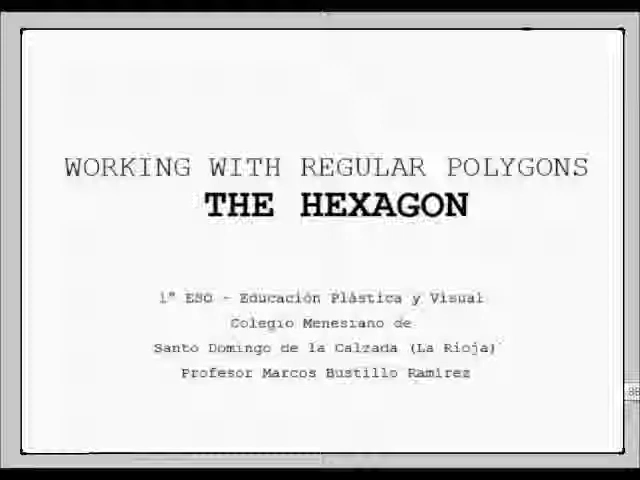 WORKING WITH REGULAR POLYGONS
THE HEXAGON
1º ESO - Educación Plástica y Visual
Colegio Menesiano de
Santo Domingo de la Calzada (La Rioja)
Profesor Marcos Bustillo Ramírez